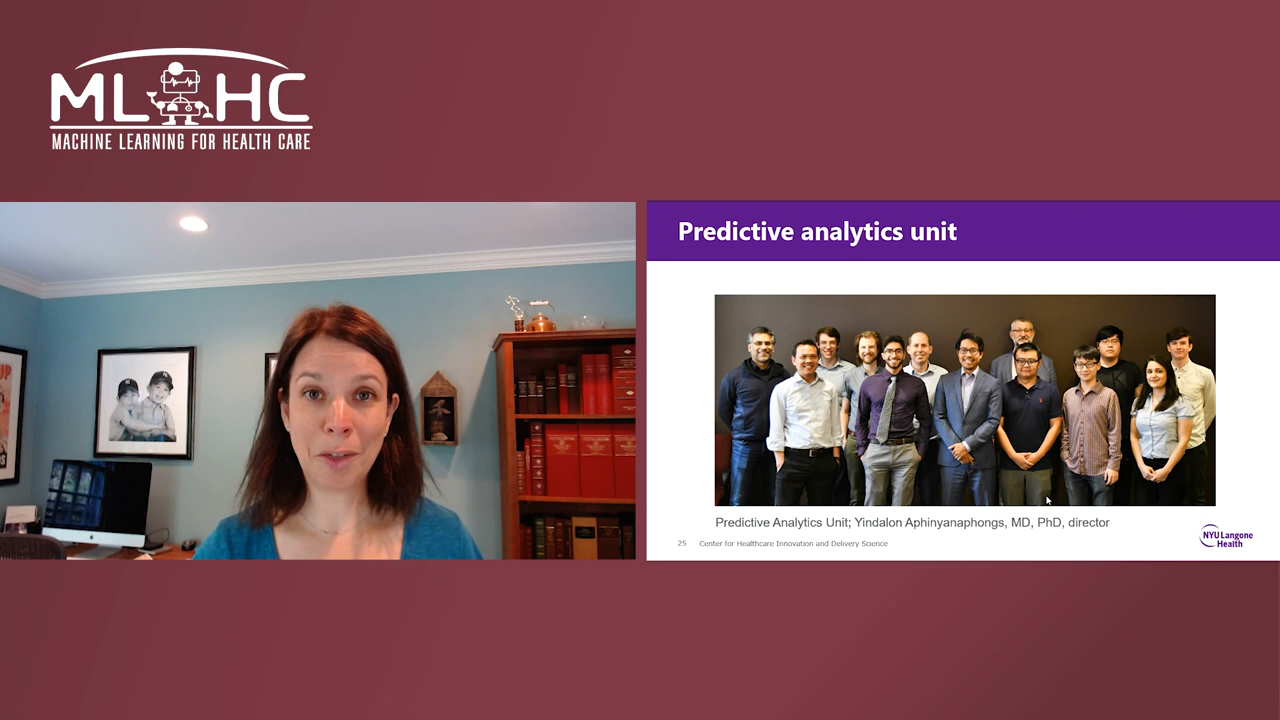 ML HC
MACHINE LEARNING FOR HEALTH CARE
Predictive analytics unit
Predictive Analytics Unit; Yindalon Aphinyanaphongs, MD, PhD, director
25 Center for Healthcare Innovation and Delivery Science
NYU Langone
Health